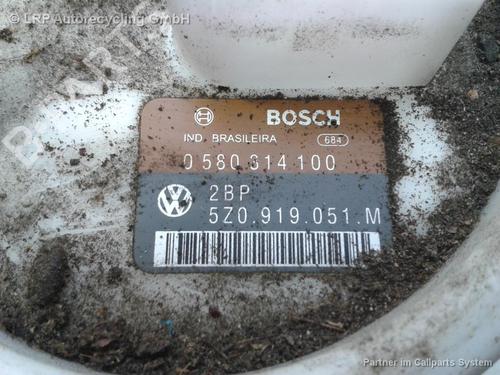 © LRP Autorecycling GmbH
BOSCH
IND. BRASILEIRA 684
0 580 314 100
2BP
5Z0.919.051.M
Partner im Callparts System